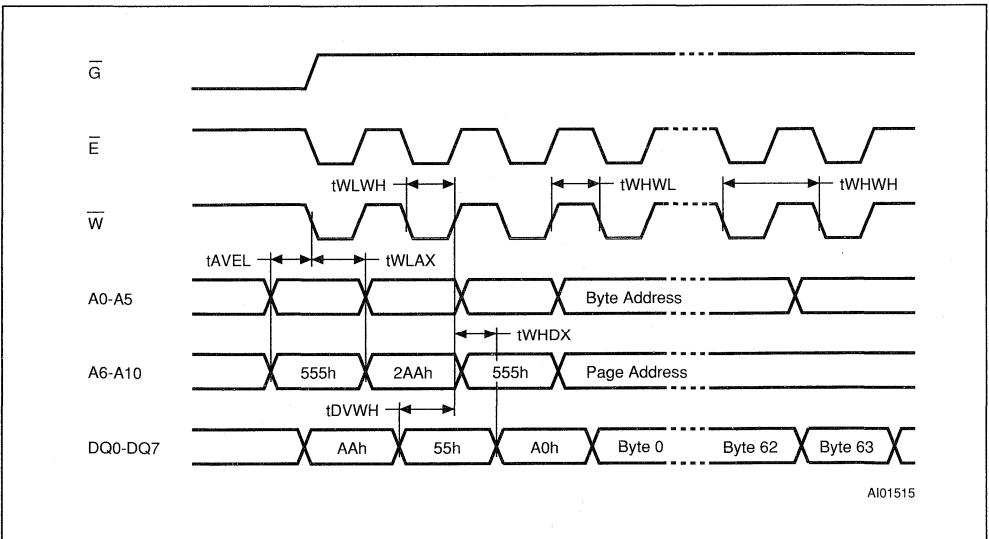 G
E
tWLWH tWHWL tWHWH
W
tAVEL tWLAX
A0-A5 Byte Address
tWHDX
A6-A10 555h 2AAh 555h Page Address
tDVWH
DQ0-DQ7 AAh 55h A0h Byte 0 Byte 62 Byte 63
AI01515